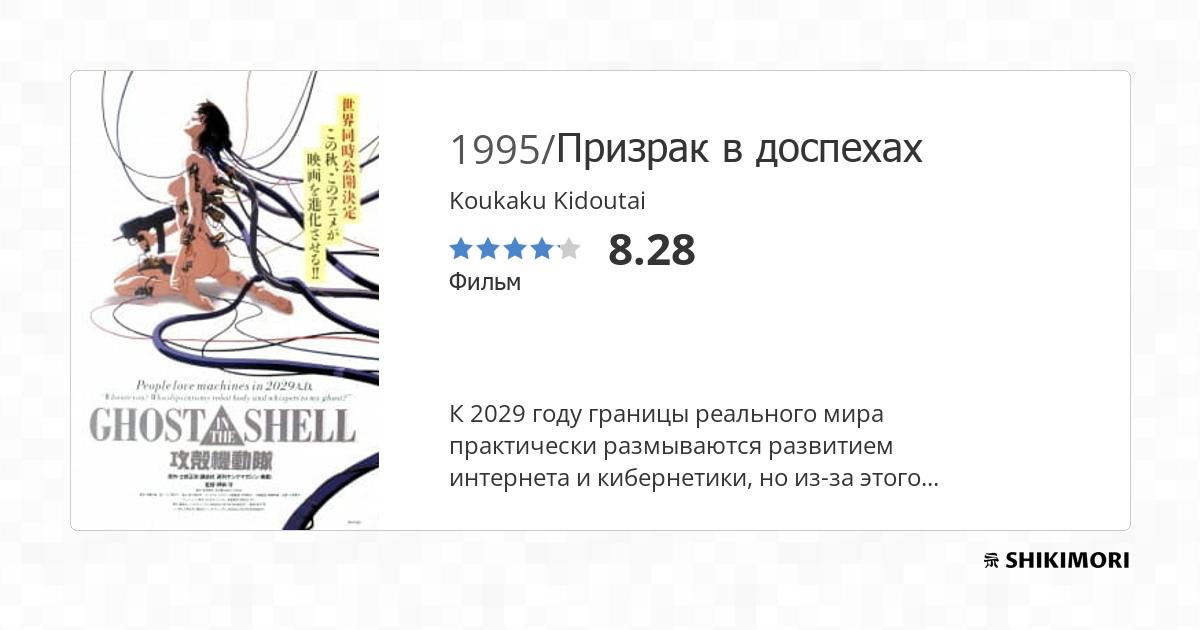 世界同時公開決定
この秋、このアニメが
映画を進化させる!!
People love machines in 2029 A.D.
"Who are you? Who slips into my robot body and whispers to my ghost?"
GHOST IN THE SHELL
攻殻機動隊
1995/Призрак в доспехах
Koukaku Kidoutai
8.28
Фильм
К 2029 году границы реального мира
практически размываются развитием
интернета и кибернетики, но из-за этого...
SHIKIMORI